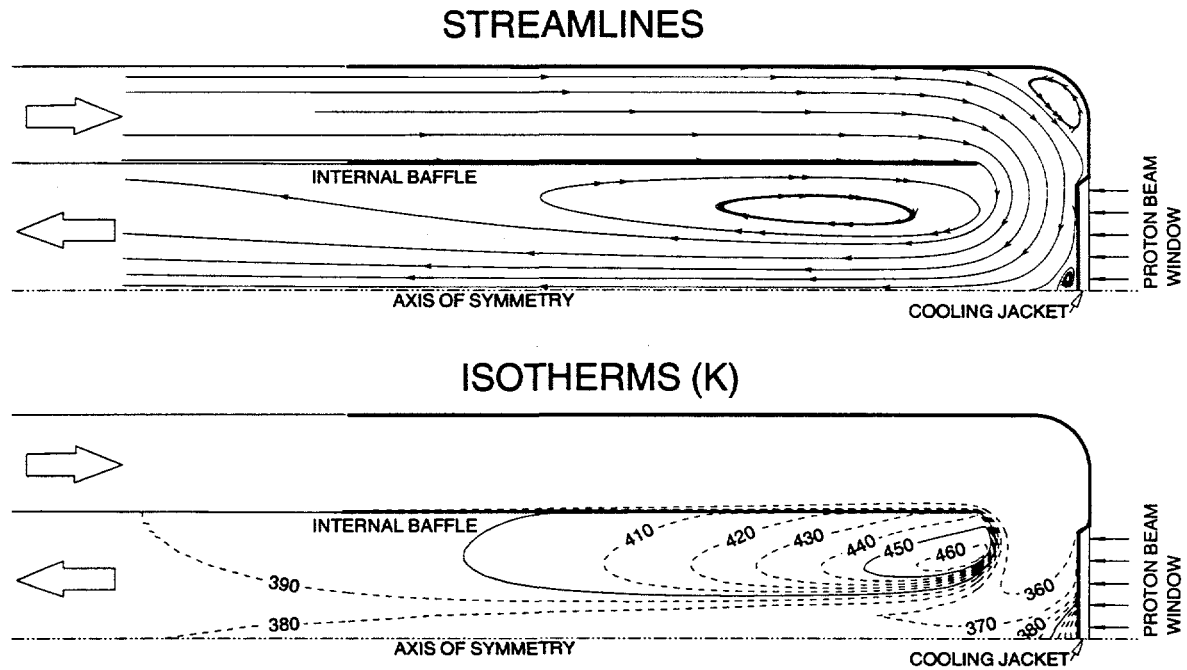 STREAMLINES
INTERNAL BAFFLE
AXIS OF SYMMETRY
COOLING JACKET
PROTON BEAM
WINDOW
ISOTHERMS (K)
INTERNAL BAFFLE
410
420
430
440
450
460
390
380
360
370
380
AXIS OF SYMMETRY
COOLING JACKET
PROTON BEAM
WINDOW